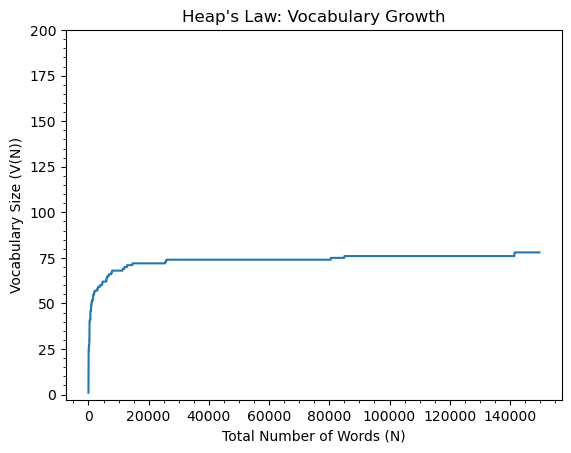 Heap's Law: Vocabulary Growth
200
175
150
125
100
75
50
25
0
Vocabulary Size (V(N))
0 20000 40000 60000 80000 100000 120000 140000
Total Number of Words (N)